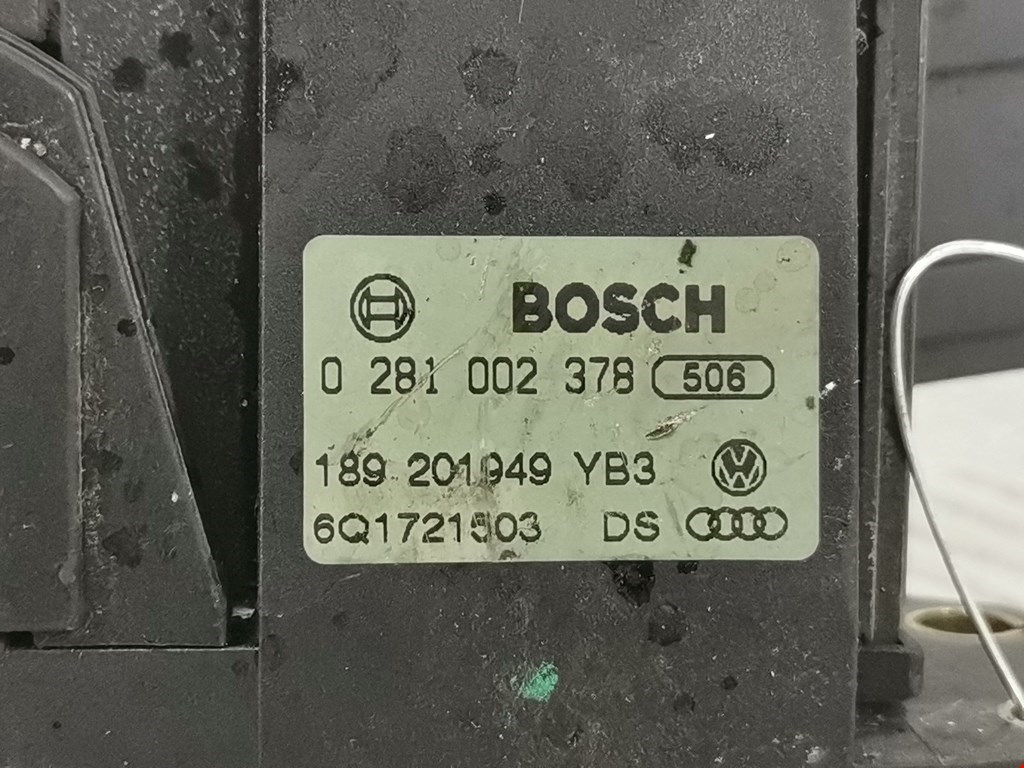 BOSCH
0 281 002 378 506
189 201949 YB3
6Q1721503 DS